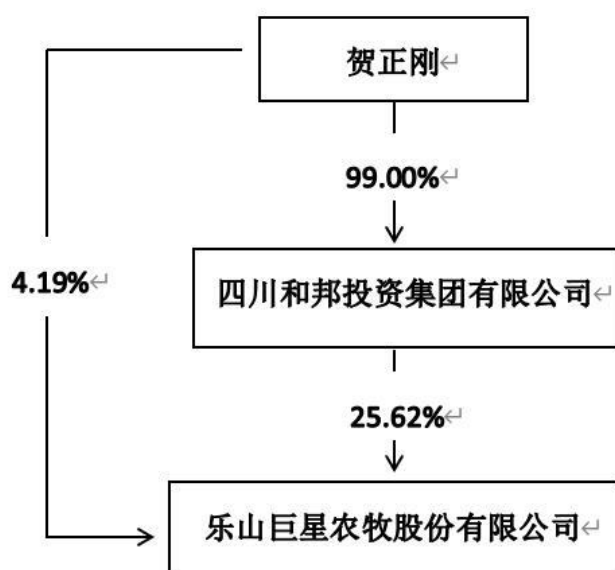 贺正刚
99.00%
4.19%
四川和邦投资集团有限公司
25.62%
乐山巨星农牧股份有限公司